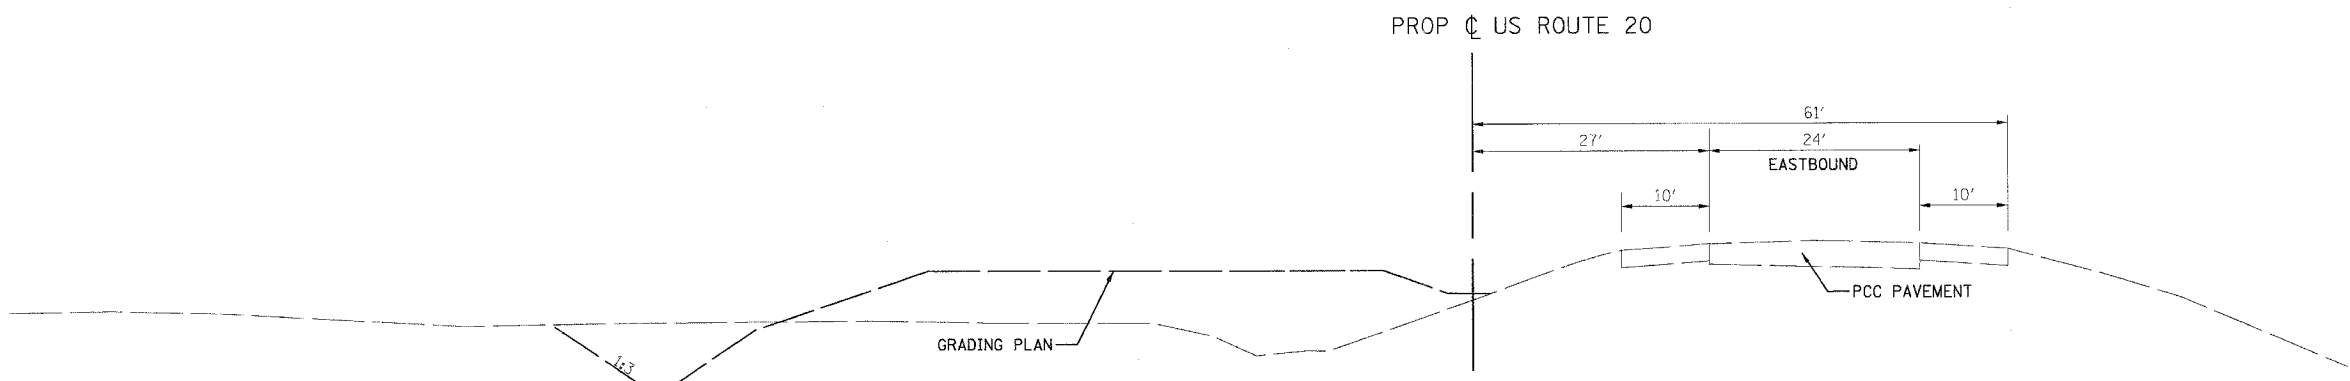 PROP ℄ US ROUTE 20
61'
27'
24'
EASTBOUND
10'
10'
PCC PAVEMENT
GRADING PLAN
1:3